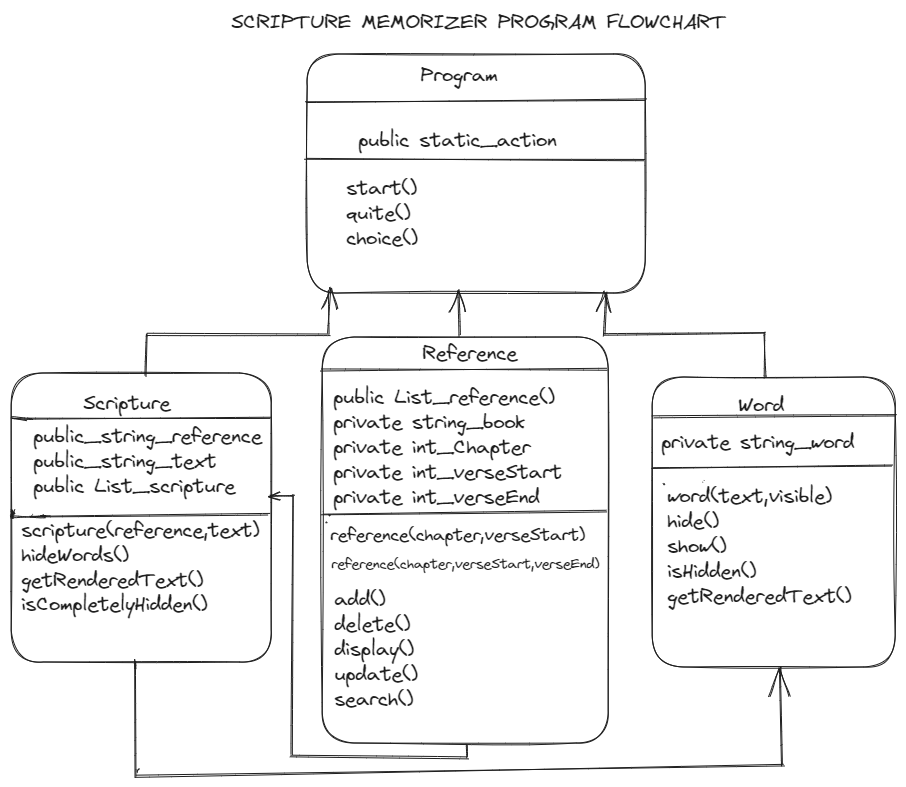 SCRIPTURE MEMORIZER PROGRAM FLOWCHART
Program
public static_action
start()
quite()
choice()
Scripture
public_string_reference
public_string_text
public List_scripture
scripture(reference,text)
hideWords()
getRenderedText()
isCompletelyHidden()
Reference
public List_reference()
private string_book
private int_Chapter
private int_verseStart
private int_verseEnd
reference(chapter,verseStart)
reference(chapter,verseStart,verseEnd)
add()
delete()
display()
update()
search()
Word
private string_word
word(text,visible)
hide()
show()
isHidden()
getRenderedText()